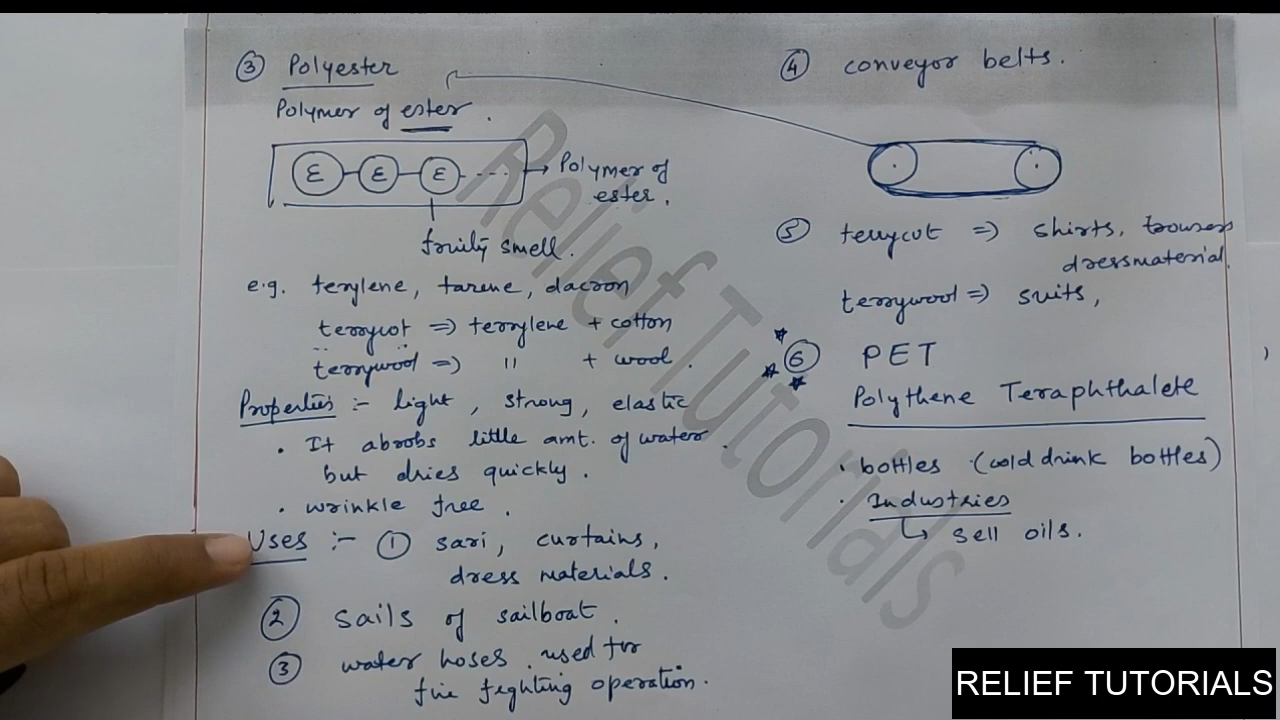 ③ Polyester
Polymer of ester.
ε ε ε ---- → Polymer of
ester.
fruity smell.
e.g. terylene, tarene, dacron
terrycot => terrylene + cotton
terrywool => " + wool.
Properties :- light, strong, elastic
• It abrobs little amt. of water.
but dries quickly.
• wrinkle free.
Uses :- ① sari, curtains,
dress materials.
② sails of sailboat.
③ water hoses. used for
fire fighting operation.
④ conveyor belts.
⑤ terrycot => shirts, trousers
dressmaterial.
terrywool => suits,
⑥ PET
Polythene Teraphthalete
• bottles (cold drink bottles)
• Industries
↳ sell oils.
Relief Tutorials
RELIEF TUTORIALS